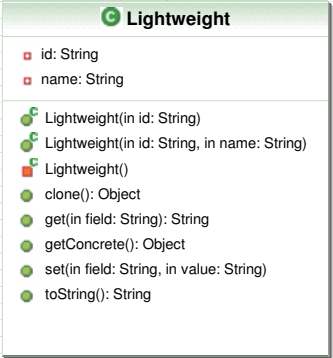 C Lightweight
id: String
name: String
C Lightweight(in id: String)
C Lightweight(in id: String, in name: String)
C Lightweight()
clone(): Object
get(in field: String): String
getConcrete(): Object
set(in field: String, in value: String)
toString(): String